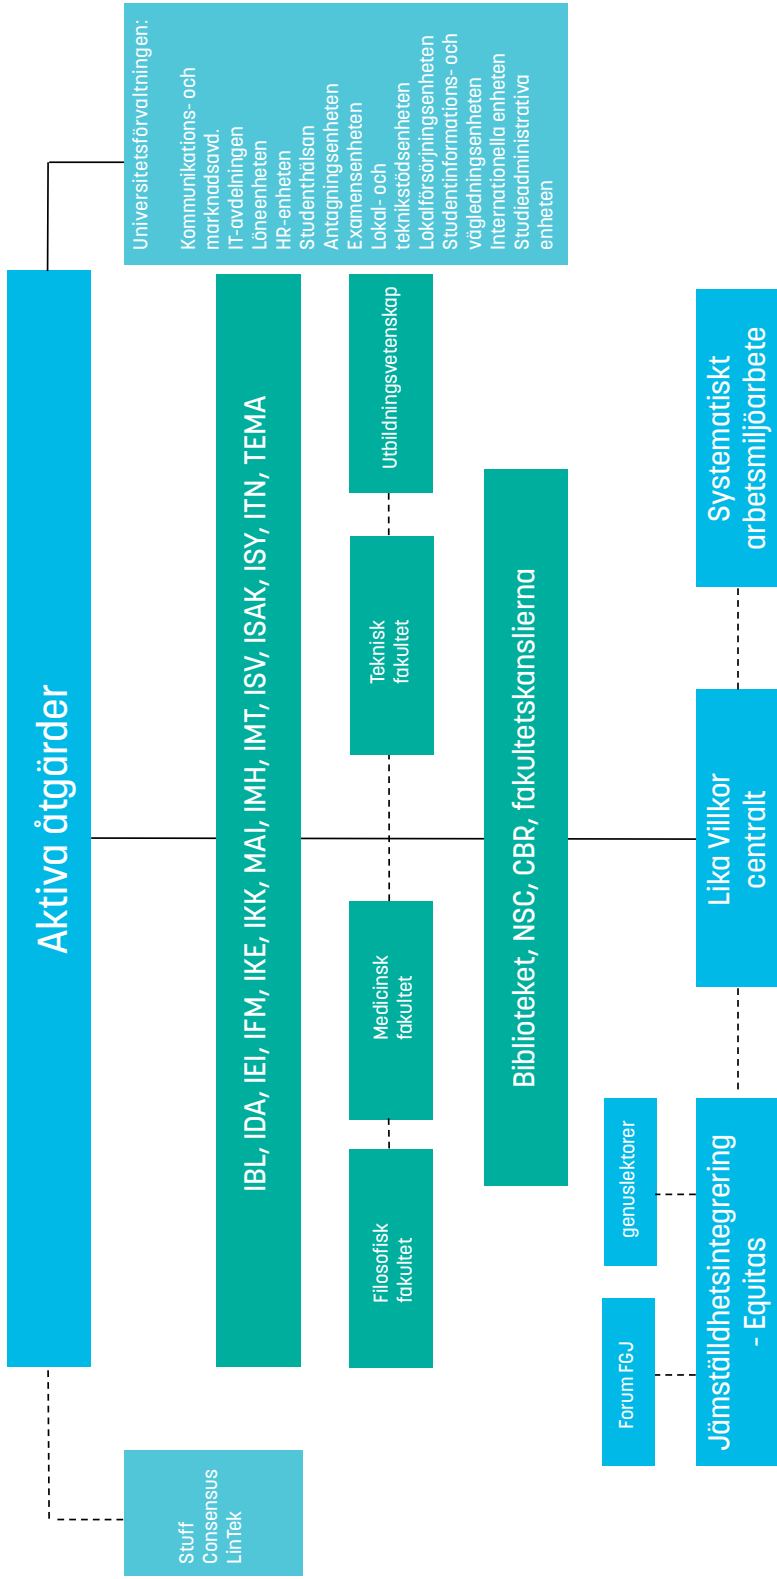 Aktiva åtgärder
Stuff
Consensus
LinTek
IBL, IDA, IEI, IFM, IKE, IKK, MAI, IMH, IMT, ISV, ISAK, ISY, ITN, TEMA
Universitetsförvaltningen:
Kommunikations- och
marknadsavd.
IT-avdelningen
Löneenheten
HR-enheten
Studenthälsan
Antagningsenheten
Examensenheten
Lokal- och
teknikstödsenheten
Lokalförsörjningsenheten
Studentinformations- och
vägledningsenheten
Internationella enheten
Studieadministrativa
enheten
Filosofisk
fakultet
Medicinsk
fakultet
Teknisk
fakultet
Utbildningsvetenskap
Biblioteket, NSC, CBR, fakultetskanslierna
Forum FGJ
genuslektorer
Jämställdhetsintegrering
- Equitas
Lika Villkor
centralt
Systematiskt
arbetsmiljöarbete